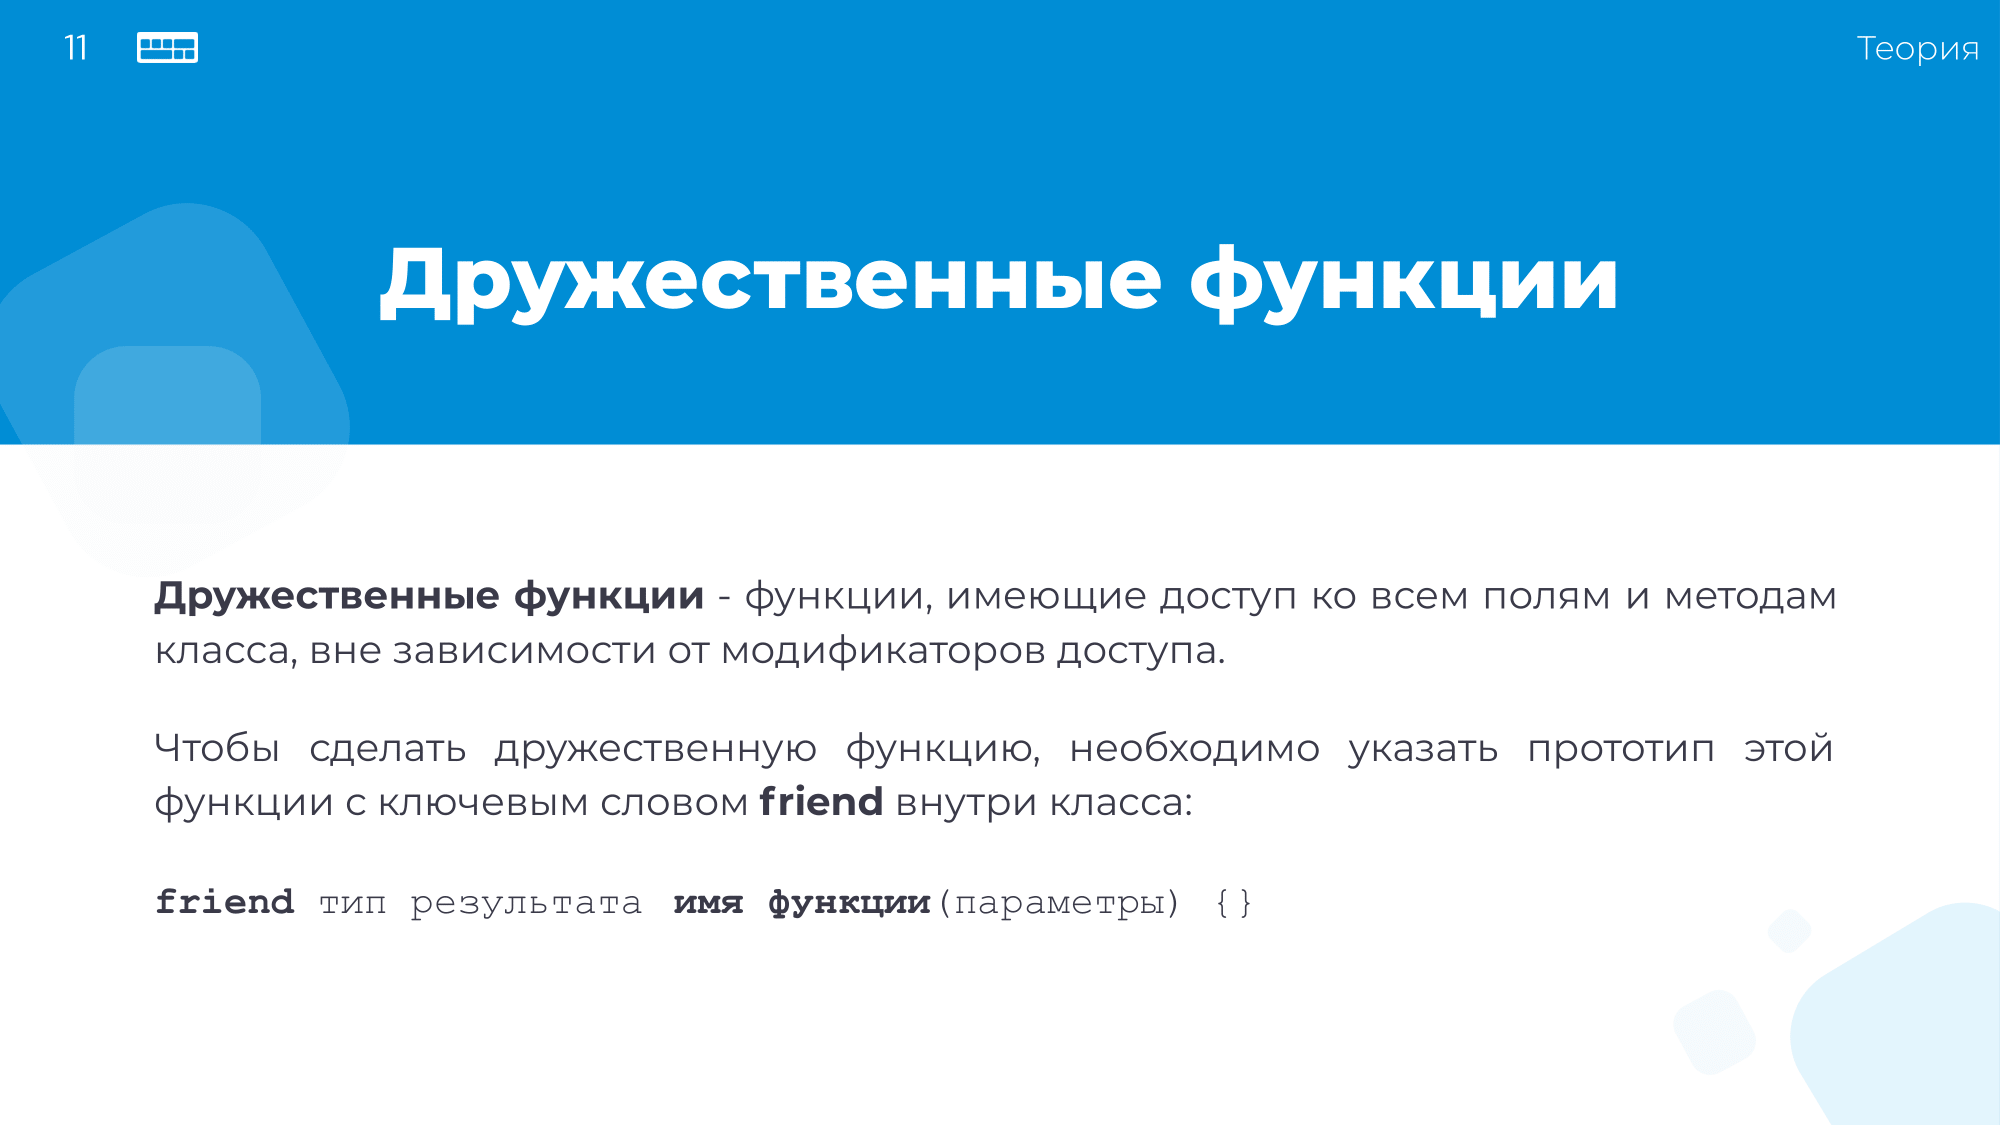 11
Теория
Дружественные функции
Дружественные функции - функции, имеющие доступ ко всем полям и методам
класса, вне зависимости от модификаторов доступа.
Чтобы сделать дружественную функцию, необходимо указать прототип этой
функции с ключевым словом friend внутри класса:
friend тип результата имя функции(параметры) {}